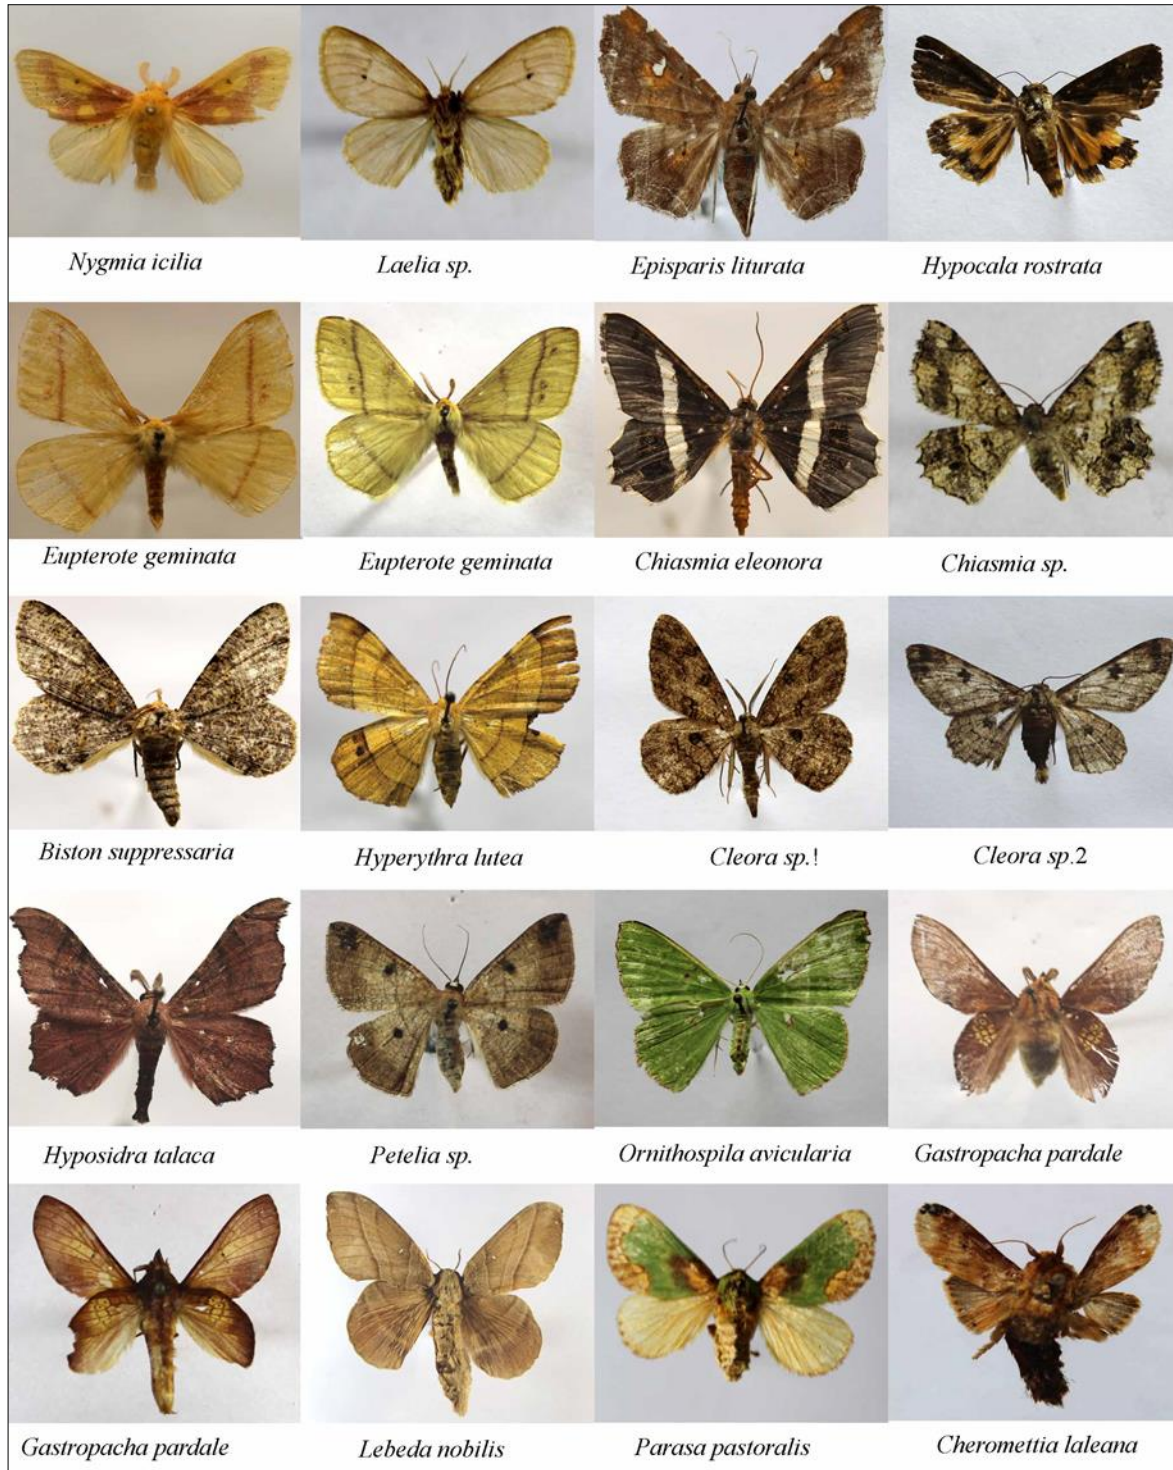 Nygmia icilia
Laelia sp.
Episparis liturata
Hypocala rostrata
Eupterote geminata
Eupterote geminata
Chiasmia eleonora
Chiasmia sp.
Biston suppressaria
Hyperythra lutea
Cleora sp.!
Cleora sp.2
Hyposidra talaca
Petelia sp.
Ornithospila avicularia
Gastropacha pardale
Gastropacha pardale
Lebeda nobilis
Parasa pastoralis
Cheromettia laleana